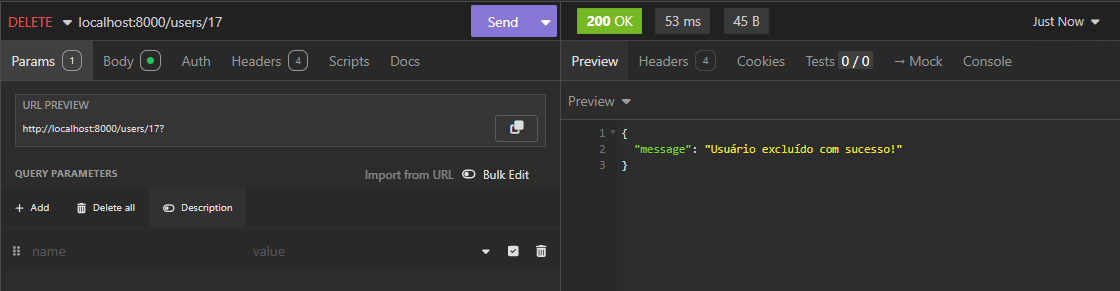 DELETE localhost:8000/users/17 Send
200 OK 53 ms 45 B Just Now
Params 1 Body Auth Headers 4 Scripts Docs
Preview Headers 4 Cookies Tests 0 / 0 → Mock Console
URL PREVIEW
http://localhost:8000/users/17?
QUERY PARAMETERS Import from URL Bulk Edit
+ Add Delete all Description
name value
Preview
1 {
2 "message": "Usuário excluído com sucesso!"
3 }